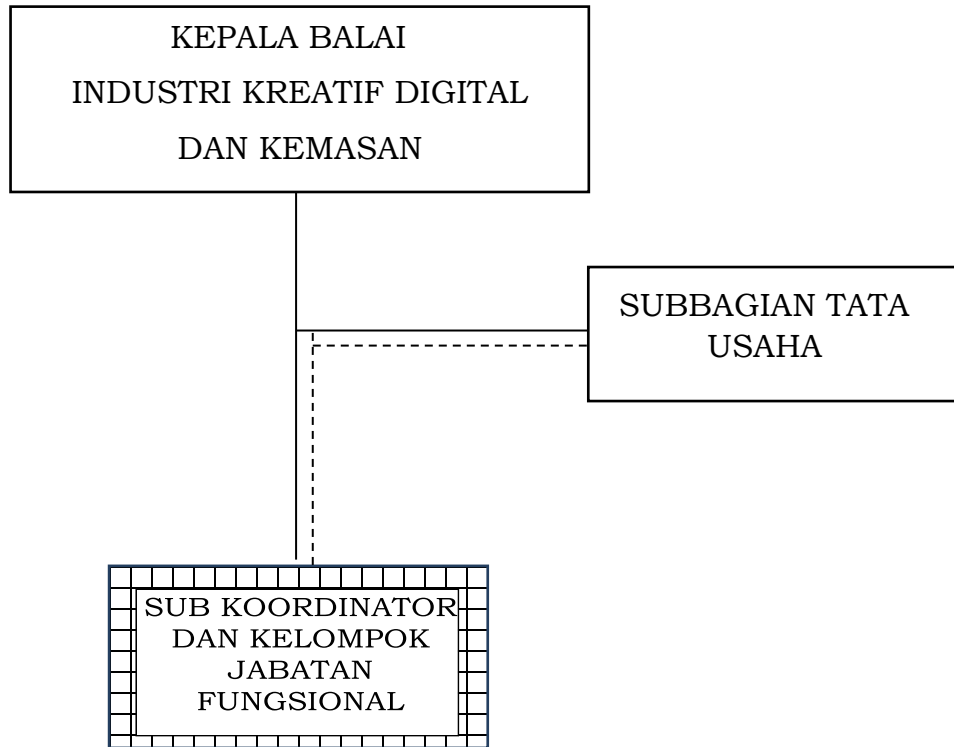 KEPALA BALAI
INDUSTRI KREATIF DIGITAL
DAN KEMASAN
SUBBAGIAN TATA
USAHA
SUB KOORDINATOR
DAN KELOMPOK
JABATAN
FUNGSIONAL